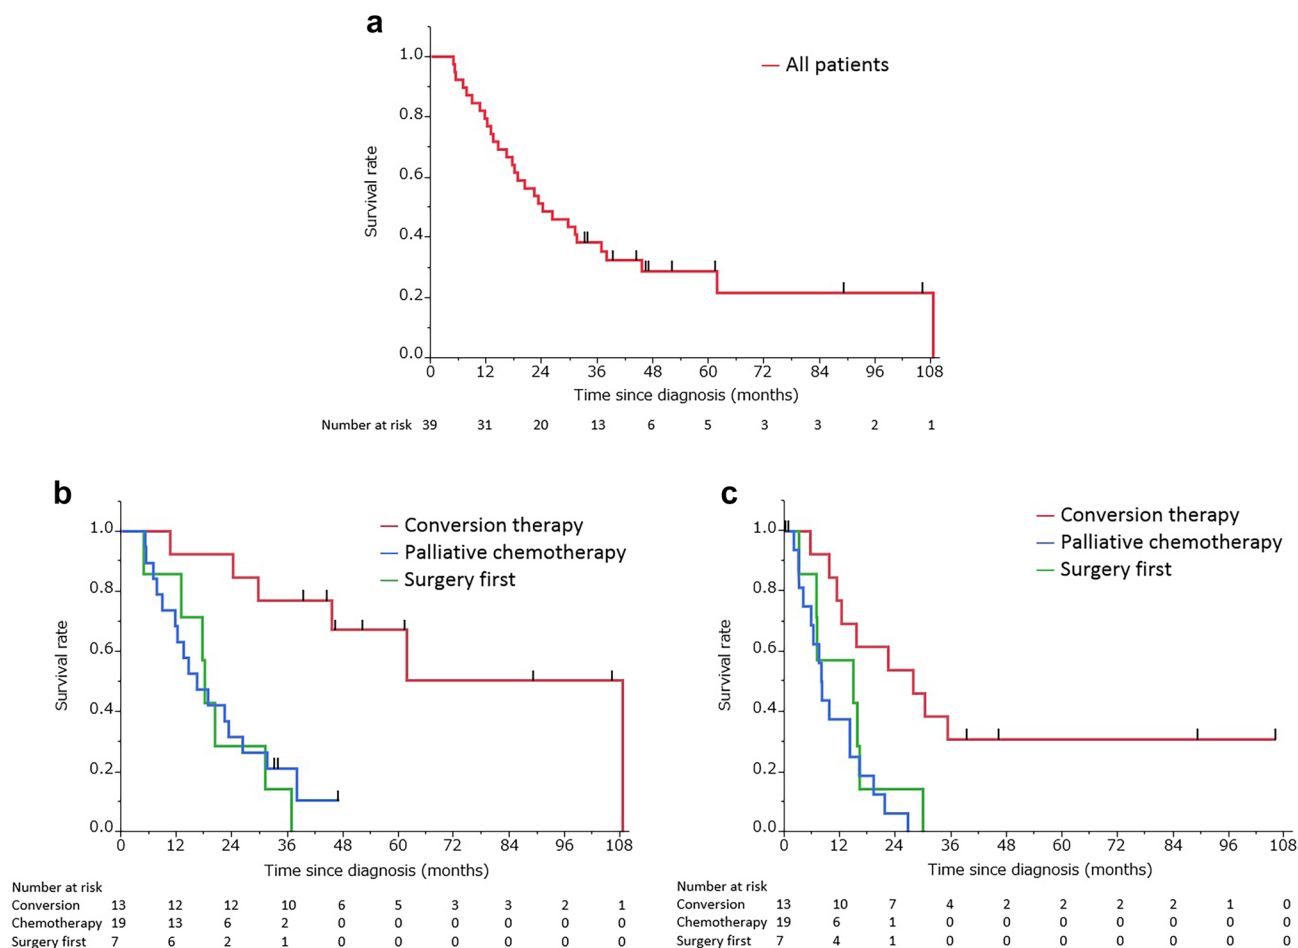 a
All patients
Survival rate
1.0
0.8
0.6
0.4
0.2
0.0
0 12 24 36 48 60 72 84 96 108
Time since diagnosis (months)
Number at risk 39 31 20 13 6 5 3 3 2 1
b
Conversion therapy
Palliative chemotherapy
Surgery first
Survival rate
1.0
0.8
0.6
0.4
0.2
0.0
0 12 24 36 48 60 72 84 96 108
Time since diagnosis (months)
Number at risk
Conversion 13 12 12 10 6 5 3 3 2 1
Chemotherapy 19 13 6 2 0 0 0 0 0 0
Surgery first 7 6 2 1 0 0 0 0 0 0
c
Conversion therapy
Palliative chemotherapy
Surgery first
Survival rate
1.0
0.8
0.6
0.4
0.2
0.0
0 12 24 36 48 60 72 84 96 108
Time since diagnosis (months)
Number at risk
Conversion 13 10 7 4 2 2 2 2 1 0
Chemotherapy 19 6 1 0 0 0 0 0 0 0
Surgery first 7 4 1 0 0 0 0 0 0 0